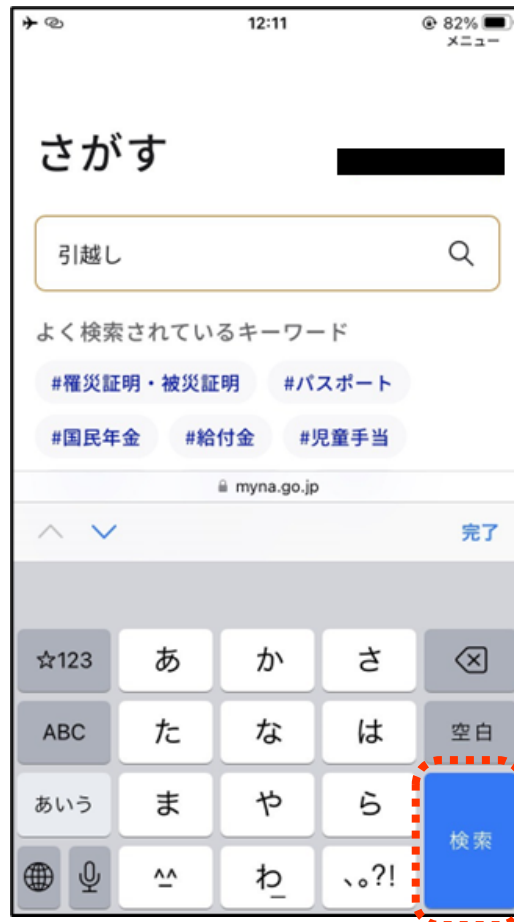 12:11
82%
メニュー
さがす
引越し
よく検索されているキーワード
#罹災証明・被災証明 #パスポート
#国民年金 #給付金 #児童手当
myna.go.jp
完了
☆123 あ か さ
ABC た な は 空白
あいう ま や ら 検索
^^ わ_ 、。?!